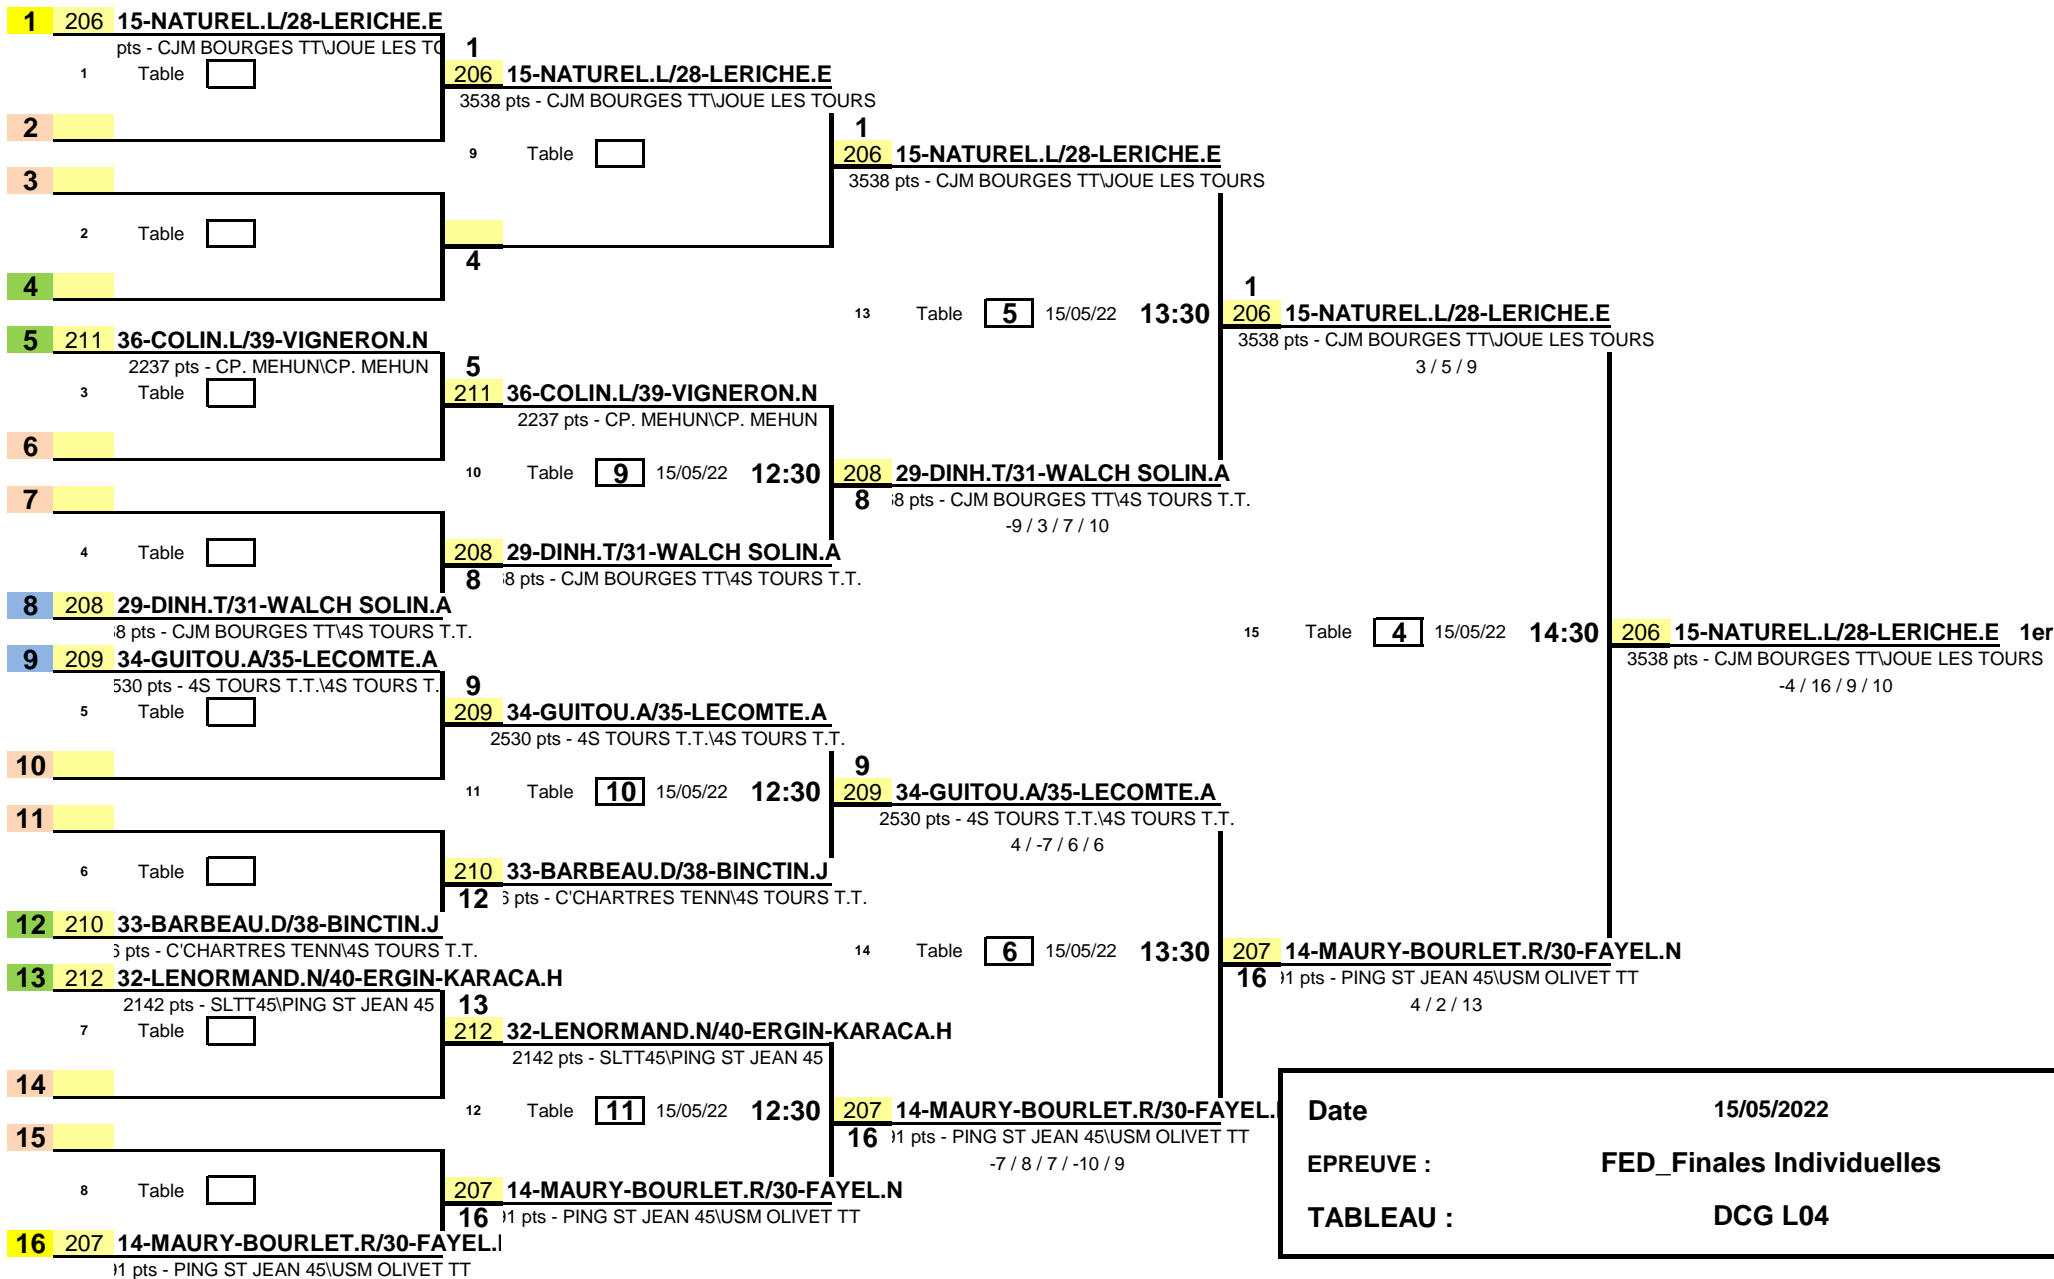 1 206 15-NATUREL.L/28-LERICHE.E
pts - CJM BOURGES TT\JOUE LES
1 Table
2
3
2 Table
4
5 211 36-COLIN.L/39-VIGNERON.N
2237 pts - CP. MEHUN\CP. MEHUN
3 Table
6
7
4 Table
8 208 29-DINH.T/31-WALCH SOLIN.A
8 pts - CJM BOURGES TT\4S TOURS T.T.
9 209 34-GUITOU.A/35-LECOMTE.A
530 pts - 4S TOURS T.T.\4S TOURS T.
5 Table
10
11
6 Table
12 210 33-BARBEAU.D/38-BINCTIN.J
pts - C'CHARTRES TENN\4S TOURS T.T.
13 212 32-LENORMAND.N/40-ERGIN-KARACA.H
2142 pts - SLTT45\PING ST JEAN 45
7 Table
14
15
8 Table
16 207 14-MAURY-BOURLET.R/30-FAYEL.
91 pts - PING ST JEAN 45\USM OLIVET TT
1
206 15-NATUREL.L/28-LERICHE.E
3538 pts - CJM BOURGES TT\JOUE LES TOURS
9 Table
4
5
211 36-COLIN.L/39-VIGNERON.N
2237 pts - CP. MEHUN\CP. MEHUN
10 Table 9 15/05/22 12:30
208 29-DINH.T/31-WALCH SOLIN.A
8 8 pts - CJM BOURGES TT\4S TOURS T.T.
9
209 34-GUITOU.A/35-LECOMTE.A
2530 pts - 4S TOURS T.T.\4S TOURS T.T.
11 Table 10 15/05/22 12:30
210 33-BARBEAU.D/38-BINCTIN.J
12 pts - C'CHARTRES TENN\4S TOURS T.T.
13
212 32-LENORMAND.N/40-ERGIN-KARACA.H
2142 pts - SLTT45\PING ST JEAN 45
12 Table 11 15/05/22 12:30
207 14-MAURY-BOURLET.R/30-FAYEL.N
16 91 pts - PING ST JEAN 45\USM OLIVET TT
1
206 15-NATUREL.L/28-LERICHE.E
3538 pts - CJM BOURGES TT\JOUE LES TOURS
13 Table 5 15/05/22 13:30
208 29-DINH.T/31-WALCH SOLIN.A
8 8 pts - CJM BOURGES TT\4S TOURS T.T.
-9 / 3 / 7 / 10
9
209 34-GUITOU.A/35-LECOMTE.A
2530 pts - 4S TOURS T.T.\4S TOURS T.T.
4 / -7 / 6 / 6
14 Table 6 15/05/22 13:30
207 14-MAURY-BOURLET.R/30-FAYEL.
16 91 pts - PING ST JEAN 45\USM OLIVET TT
-7 / 8 / 7 / -10 / 9
1
206 15-NATUREL.L/28-LERICHE.E
3538 pts - CJM BOURGES TT\JOUE LES TOURS
3 / 5 / 9
15 Table 4 15/05/22 14:30
207 14-MAURY-BOURLET.R/30-FAYEL.N
16 91 pts - PING ST JEAN 45\USM OLIVET TT
4 / 2 / 13
206 15-NATUREL.L/28-LERICHE.E 1er
3538 pts - CJM BOURGES TT\JOUE LES TOURS
-4 / 16 / 9 / 10
Date 15/05/2022
EPREUVE : FED_Finales Individuelles
TABLEAU : DCG L04